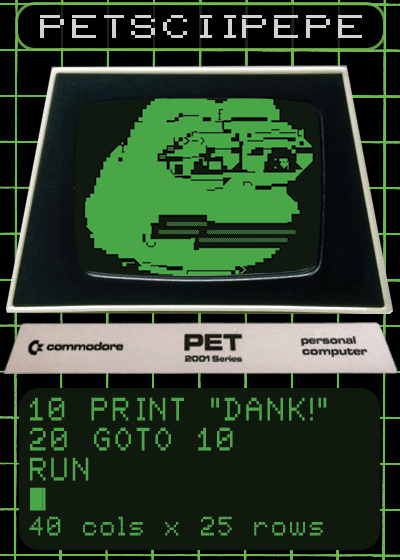 PETSCIIPEPE
commodore
PET
2001 Series
personal
computer
10 PRINT "DANK!"
20 GOTO 10
RUN
40 cols x 25 rows